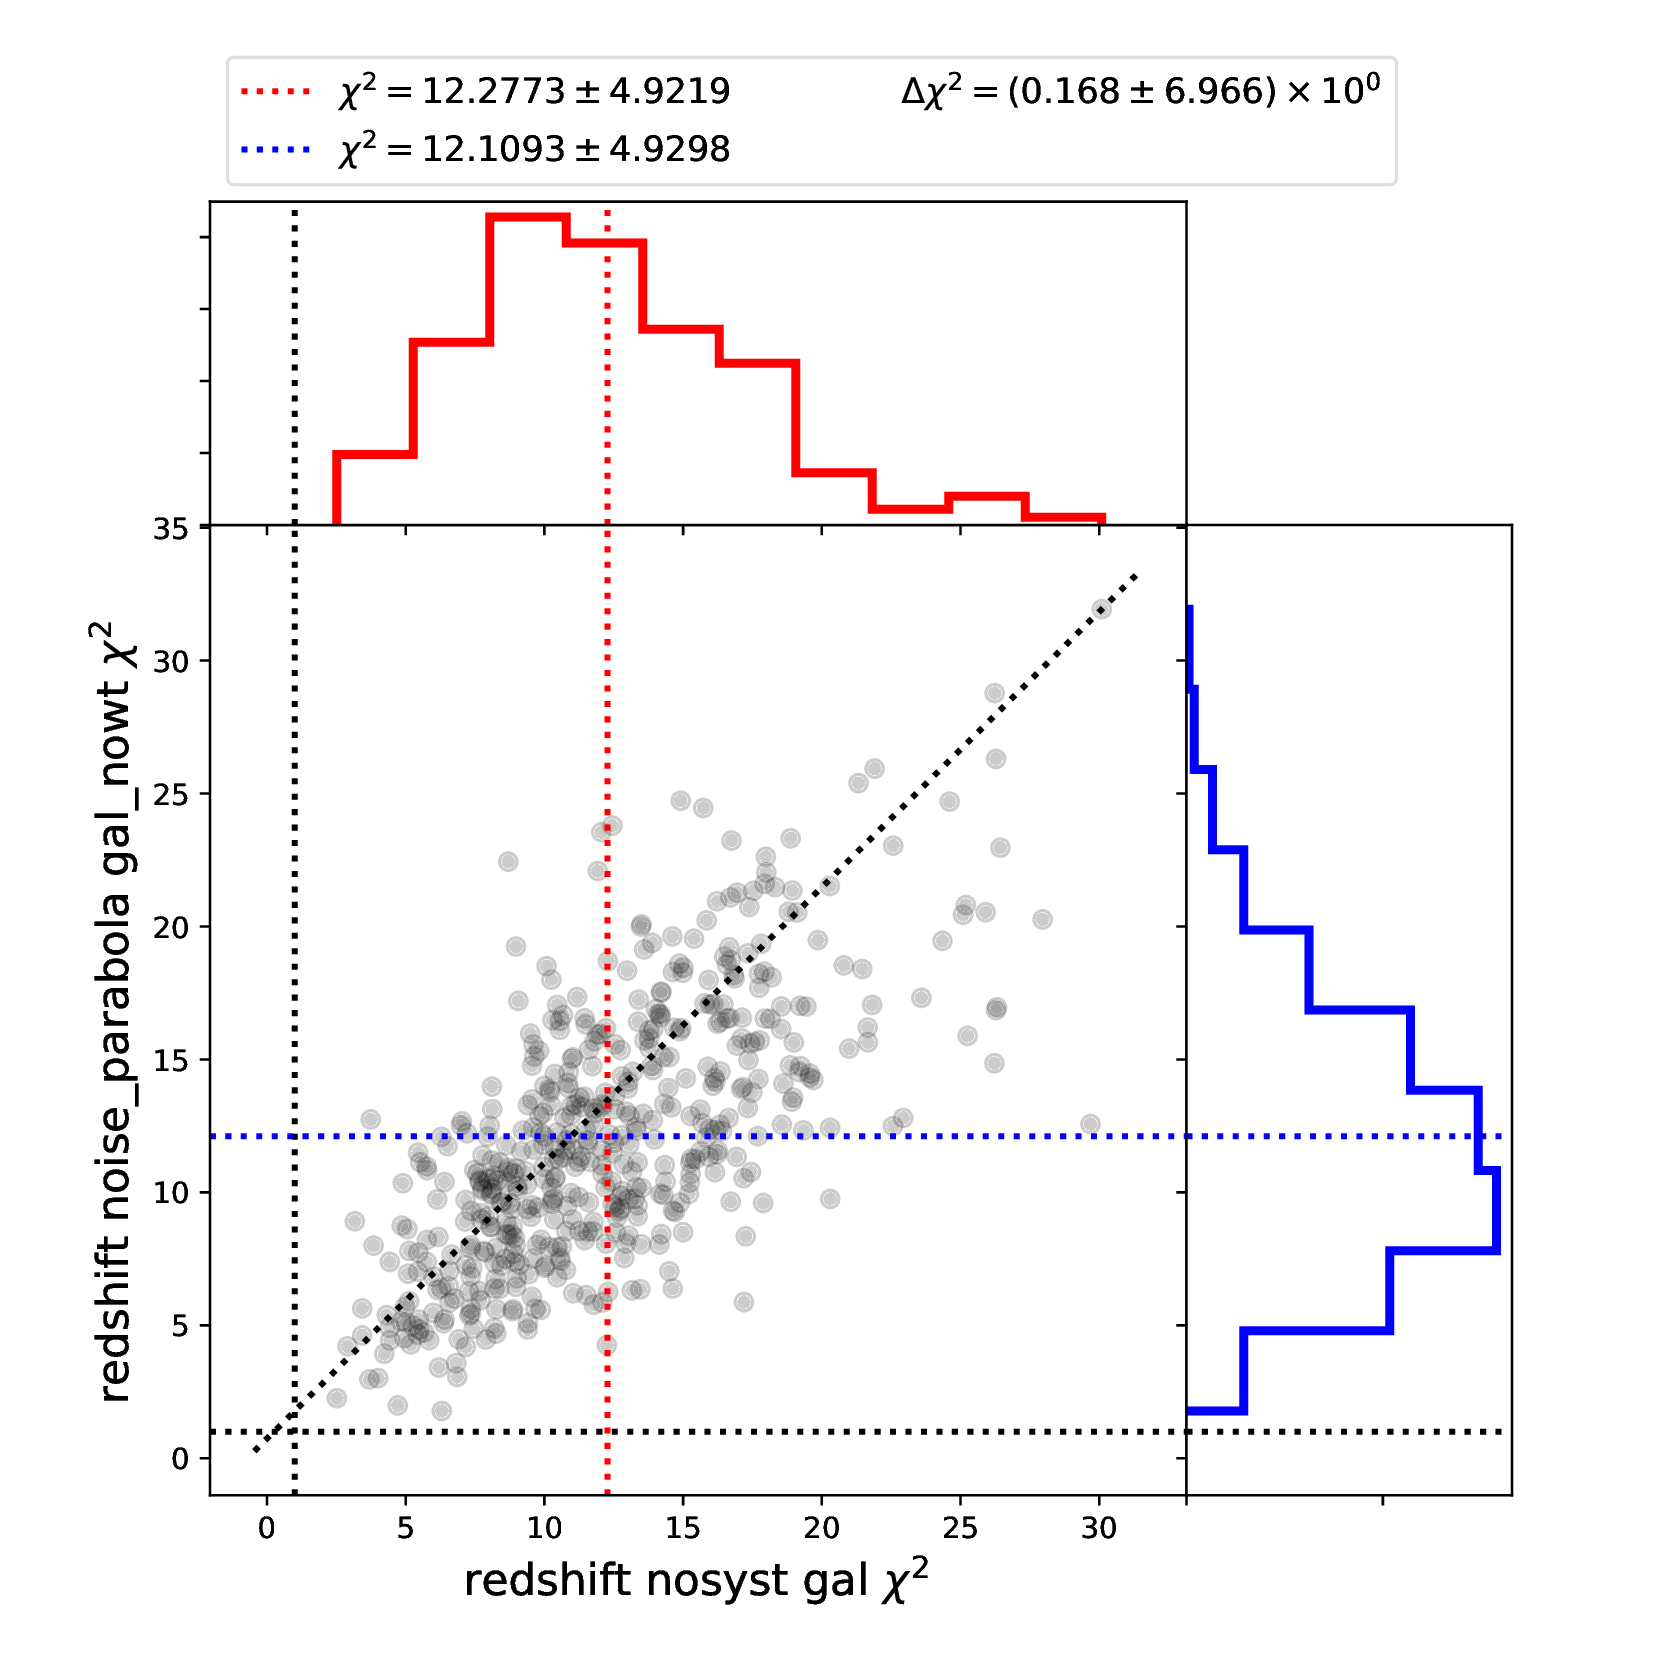 χ² = 12.2773 ± 4.9219
Δχ² = (0.168 ± 6.966) × 10⁰
χ² = 12.1093 ± 4.9298
35
30
25
20
15
10
5
0
redshift noise_parabola gal_nowt χ²
0 5 10 15 20 25 30
redshift nosyst gal χ²